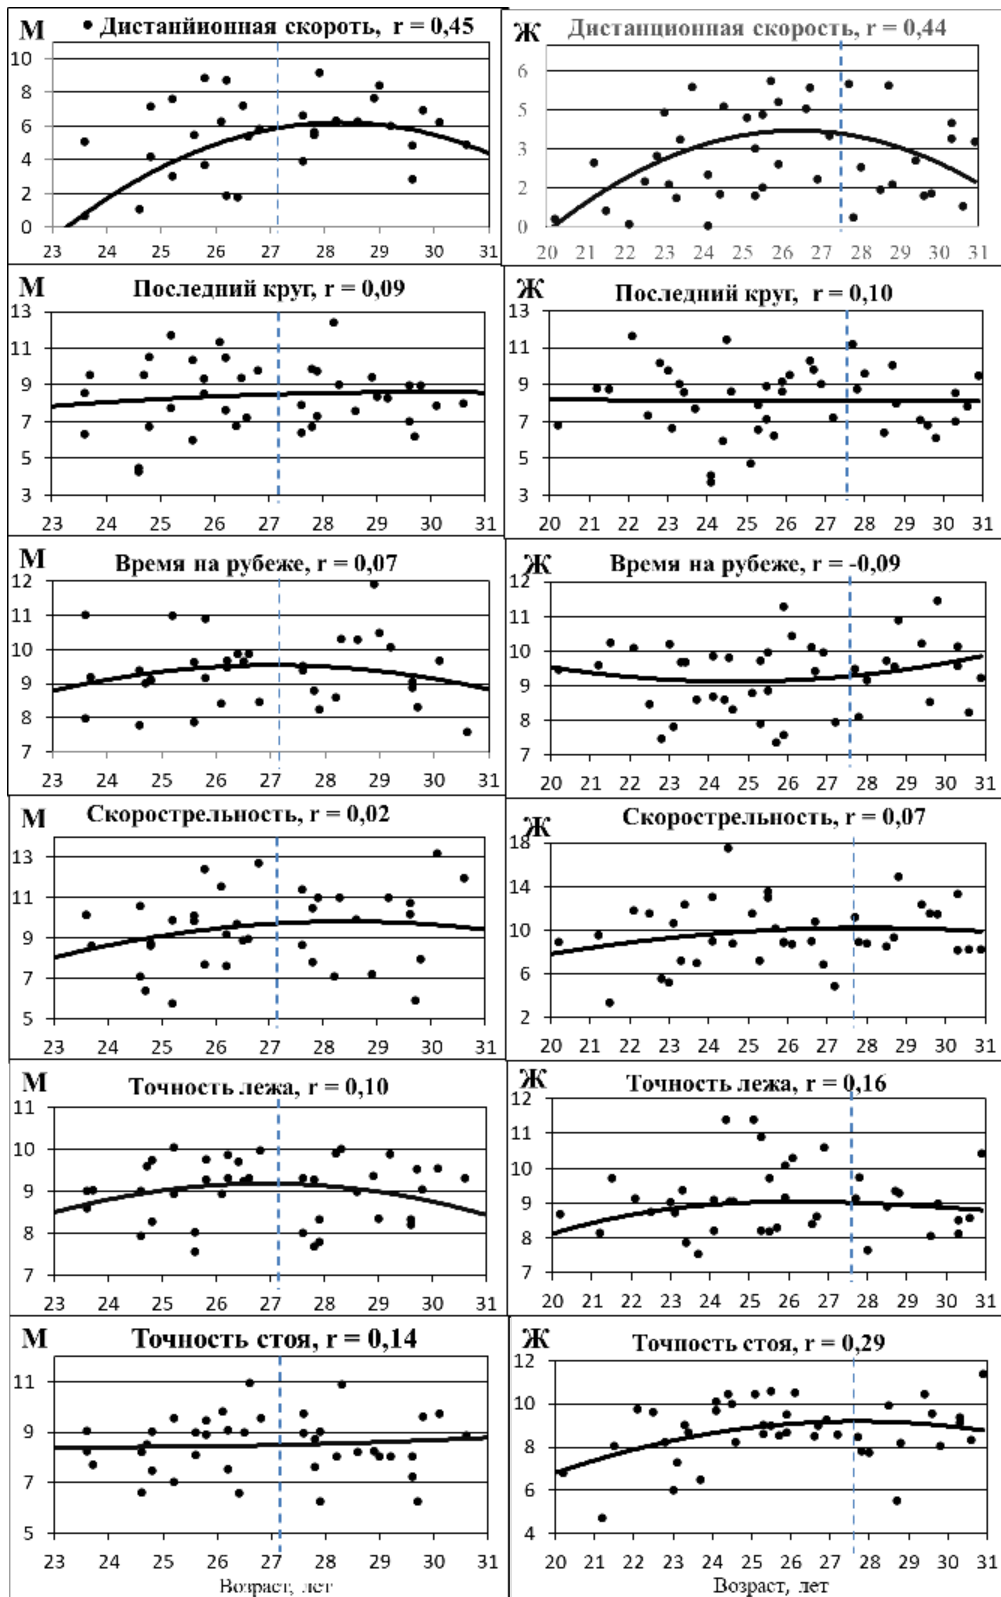 М
Дистанйионная скороть, r = 0,45
10
8
6
4
2
0
23 24 25 26 27 28 29 30 31
Ж
Дистанционная скорость, r = 0,44
6
5
3
2
0
20 21 22 23 24 25 26 27 28 29 30 31
М
Последний круг, r = 0,09
13
11
9
7
5
3
23 24 25 26 27 28 29 30 31
Ж
Последний круг, r = 0,10
13
11
9
7
5
3
20 21 22 23 24 25 26 27 28 29 30 31
М
Время на рубеже, r = 0,07
12
11
10
9
8
7
23 24 25 26 27 28 29 30 31
Ж
Время на рубеже, r = -0,09
12
11
10
9
8
7
20 21 22 23 24 25 26 27 28 29 30 31
М
Скорострельность, r = 0,02
13
11
9
7
5
23 24 25 26 27 28 29 30 31
Ж
Скорострельность, r = 0,07
18
14
10
6
2
20 21 22 23 24 25 26 27 28 29 30 31
М
Точность лежа, r = 0,10
11
10
9
8
7
23 24 25 26 27 28 29 30 31
Ж
Точность лежа, r = 0,16
12
11
10
9
8
7
20 21 22 23 24 25 26 27 28 29 30 31
М
Точность стоя, r = 0,14
11
9
7
5
23 24 25 26 27 28 29 30 31
Возраст, лет
Ж
Точность стоя, r = 0,29
12
10
8
6
4
20 21 22 23 24 25 26 27 28 29 30 31
Возраст, лет